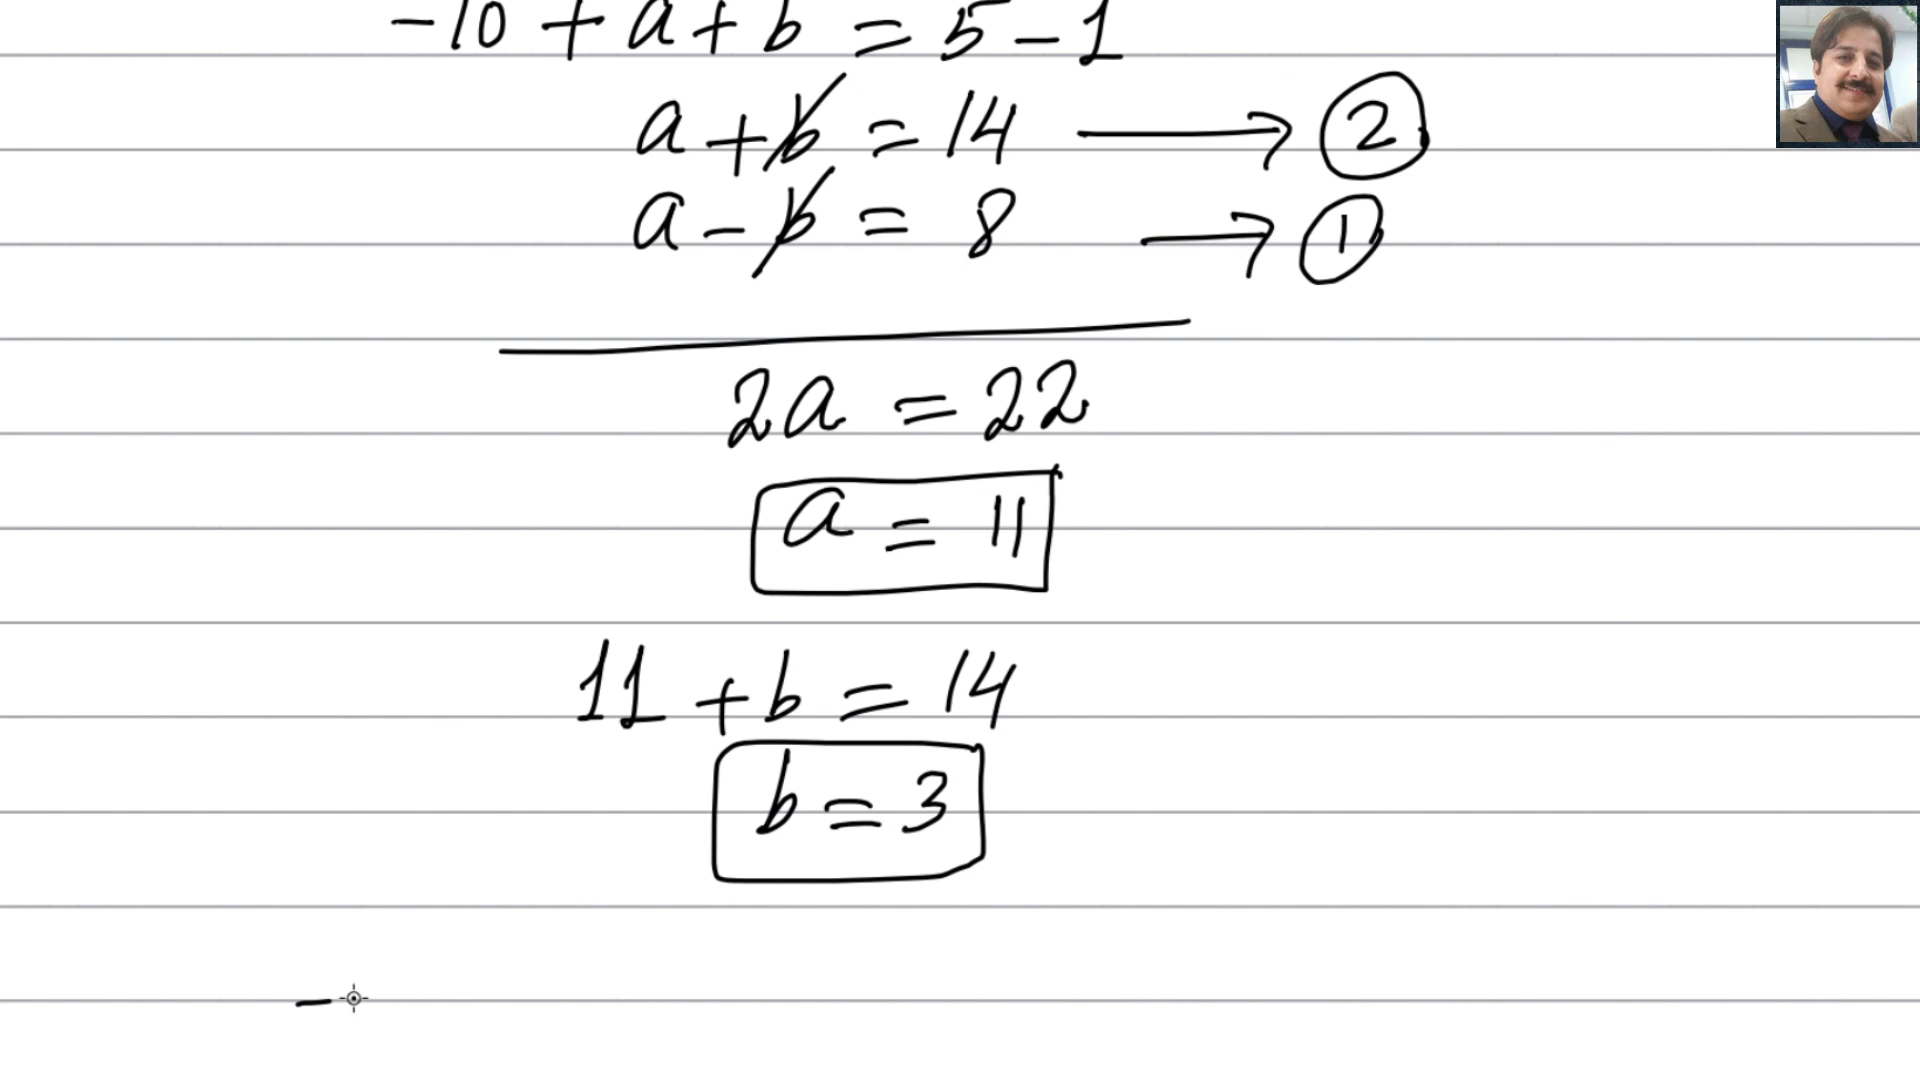 -10 + a + b = 5 - 1
a + b = 14 → 2
a - b = 8 → 1
2a = 22
a = 11
11 + b = 14
b = 3
-